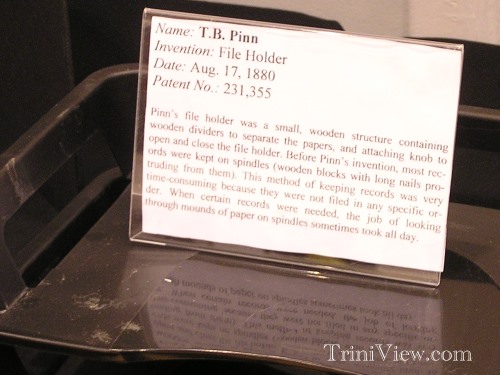 Name: T.B. Pinn
Invention: File Holder
Date: Aug. 17, 1880
Patent No.: 231,355
Pinn's file holder was a small, wooden structure containing
wooden dividers to separate the papers, and attaching knob to
open and close the file holder. Before Pinn's invention, most rec-
ords were kept on spindles (wooden blocks with long nails pro-
truding from them). This method of keeping records was very
time-consuming because they were not filed in any specific or-
der. When certain records were needed, the job of looking
through mounds of paper on spindles sometimes took all day.
TriniView.com